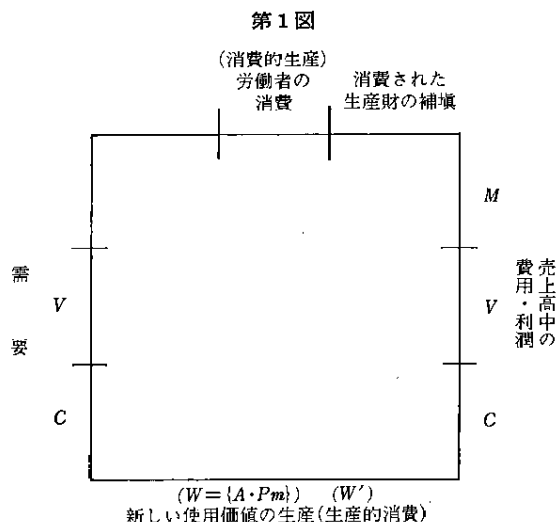 第1図
(消費的生産)
労働者の
消費
消費された
生産財の補塡
M
V
C
売上高中の
費用・利潤
需要
V
C
(W={A・Pm}) (W′)
新しい使用価値の生産(生産的消費)